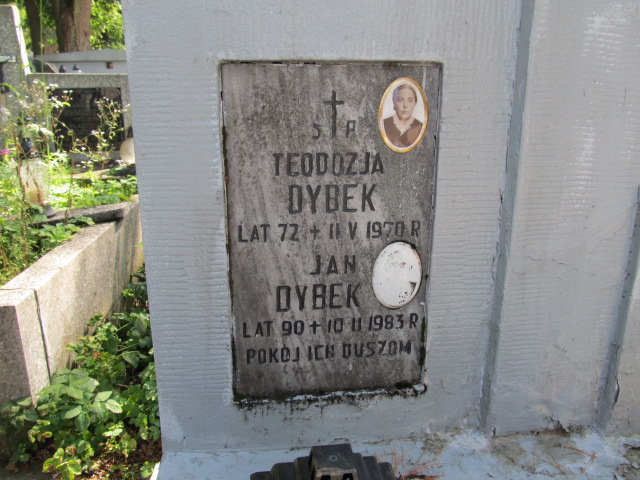 S P
TEODOZJA
DYBEK
LAT 72 + 11 V 1970 R
JAN
DYBEK
LAT 90 + 10 II 1983 R
POKÓJ ICH DUSZOM